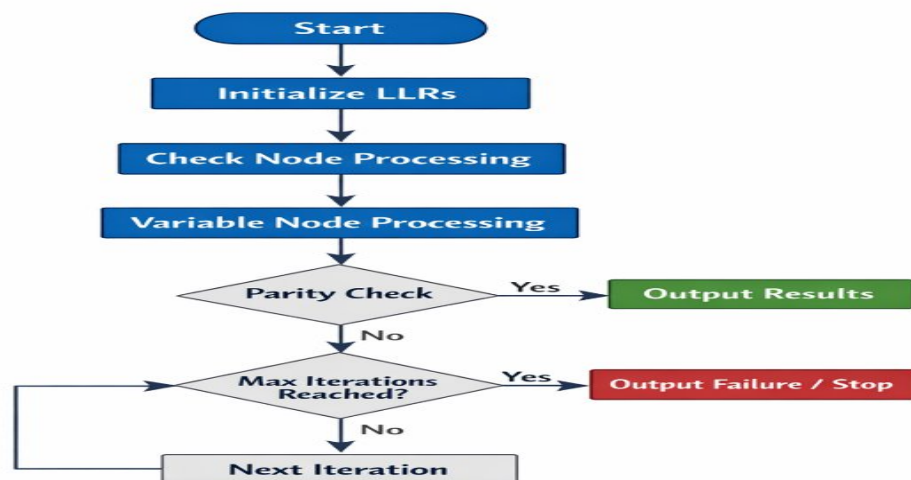 Start
Initialize LLRs
Check Node Processing
Variable Node Processing
Parity Check
Yes
Output Results
No
Max Iterations
Reached?
Yes
Output Failure / Stop
No
Next Iteration